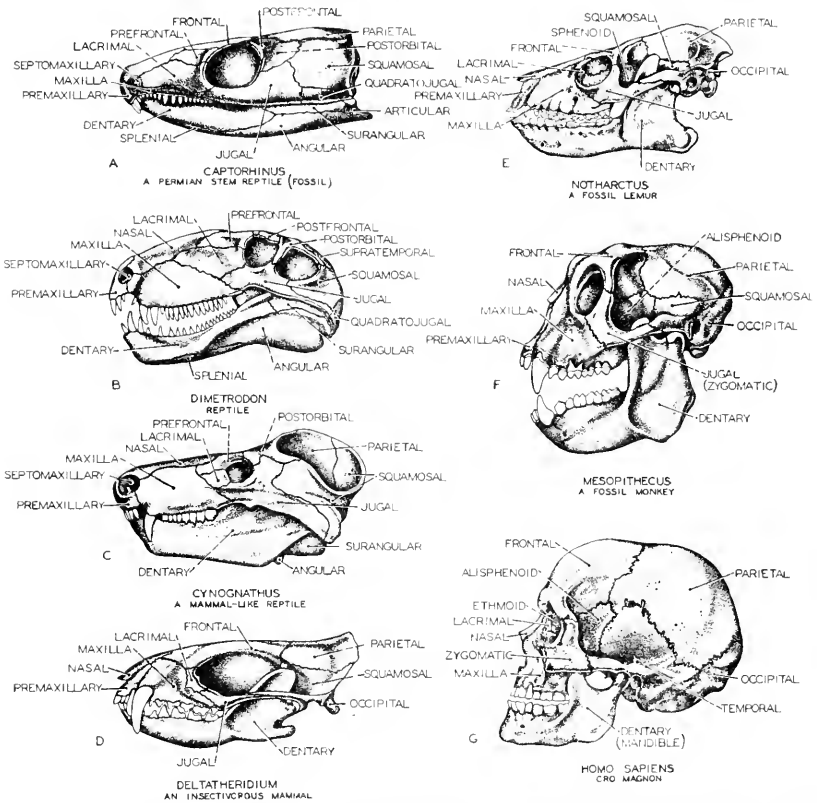 POSTFRONTAL
FRONTAL
PREFRONTAL
LACRIMAL
SEPTOMAXILLARY
MAXILLA
PREMAXILLARY
DENTARY
SPLENIAL
PARIETAL
POSTORBITAL
SQUAMOSAL
QUADRATOJUGAL
ARTICULAR
SURANGULAR
ANGULAR
JUGAL
A
CAPTORHINUS
A PERMIAN STEM REPTILE (FOSSIL)
PREFRONTAL
LACRIMAL
NASAL
MAXILLA
SEPTOMAXILLARY
PREMAXILLARY
POSTFRONTAL
POSTORBITAL
SUPRATEMPORAL
SQUAMOSAL
JUGAL
QUADRATOJUGAL
SURANGULAR
ANGULAR
DENTARY
SPLENIAL
B
DIMETRODON
REPTILE
POSTORBITAL
PREFRONTAL
LACRIMAL
NASAL
MAXILLA
SEPTOMAXILLARY
PREMAXILLARY
PARIETAL
SQUAMOSAL
JUGAL
SURANGULAR
ANGULAR
DENTARY
C
CYNOGNATHUS
A MAMMAL-LIKE REPTILE
FRONTAL
LACRIMAL
MAXILLA
NASAL
PREMAXILLARY
PARIETAL
SQUAMOSAL
OCCIPITAL
DENTARY
JUGAL
D
DELTATHERIDIUM
AN INSECTIVOROUS MAMMAL
SQUAMOSAL
SPHENOID
FRONTAL
LACRIMAL
NASAL
PREMAXILLARY
MAXILLA
PARIETAL
OCCIPITAL
JUGAL
DENTARY
E
NOTHARCTUS
A FOSSIL LEMUR
ALISPHENOID
FRONTAL
NASAL
MAXILLA
PREMAXILLARY
PARIETAL
SQUAMOSAL
OCCIPITAL
JUGAL
(ZYGOMATIC)
DENTARY
F
MESOPITHECUS
A FOSSIL MONKEY
FRONTAL
ALISPHENOID
ETHMOID
LACRIMAL
NASAL
ZYGOMATIC
MAXILLA
PARIETAL
OCCIPITAL
TEMPORAL
DENTARY
(MANDIBLE)
G
HOMO SAPIENS
CRO MAGNON